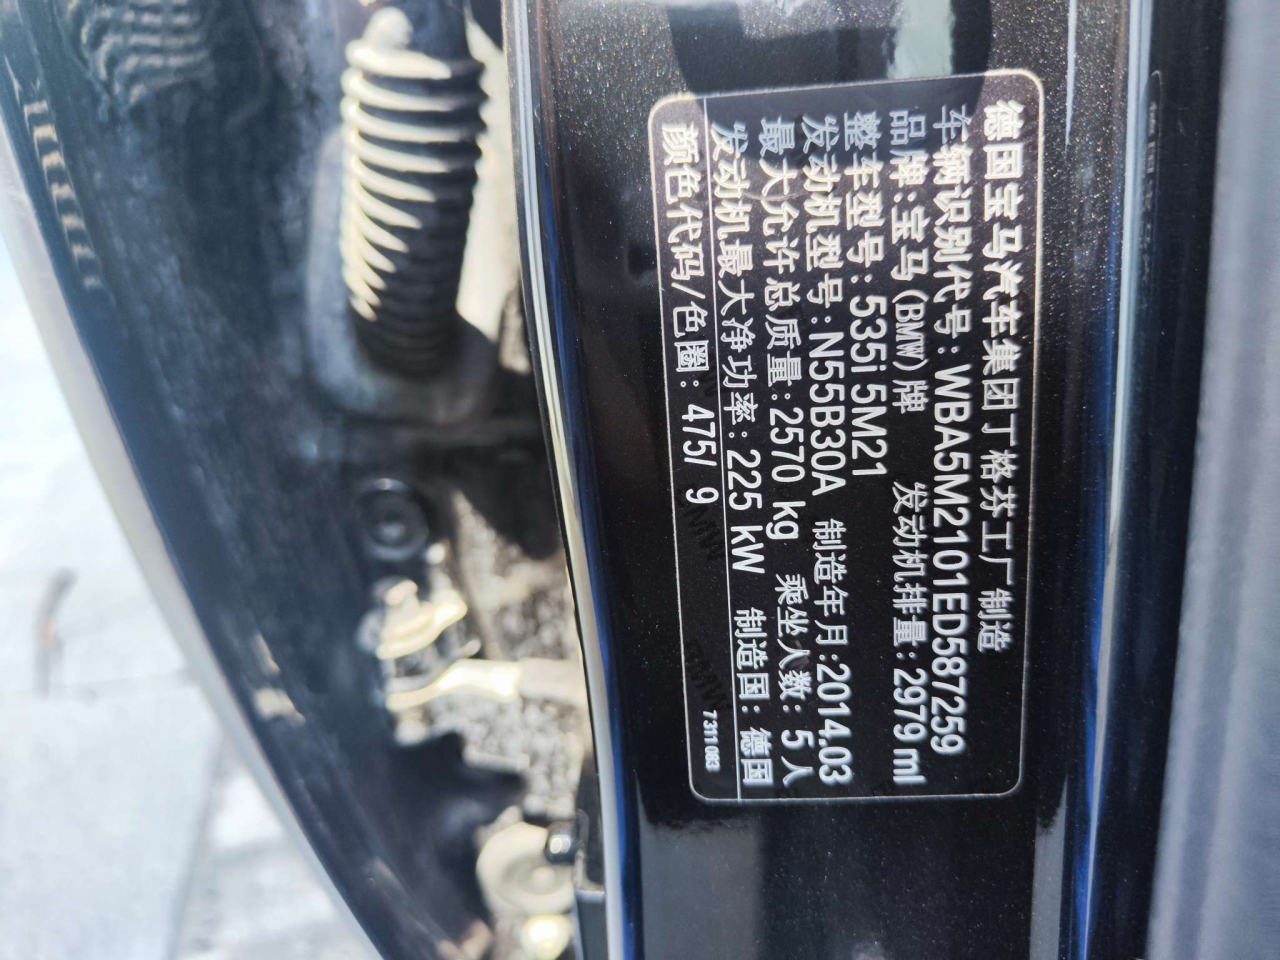 德国宝马汽车集团丁格芬工厂制造
车辆识别代号：WBA5M2101ED587259
品牌：宝马(BMW)牌 发动机排量：2979 ml
整车型号：535i 5M21
发动机型号：N55B30A 制造年月：2014.03
最大允许总质量：2570 kg 乘坐人数：5人
发动机最大净功率：225 kW 制造国：德国
颜色代码/色圈：475/ 9 7 311 083